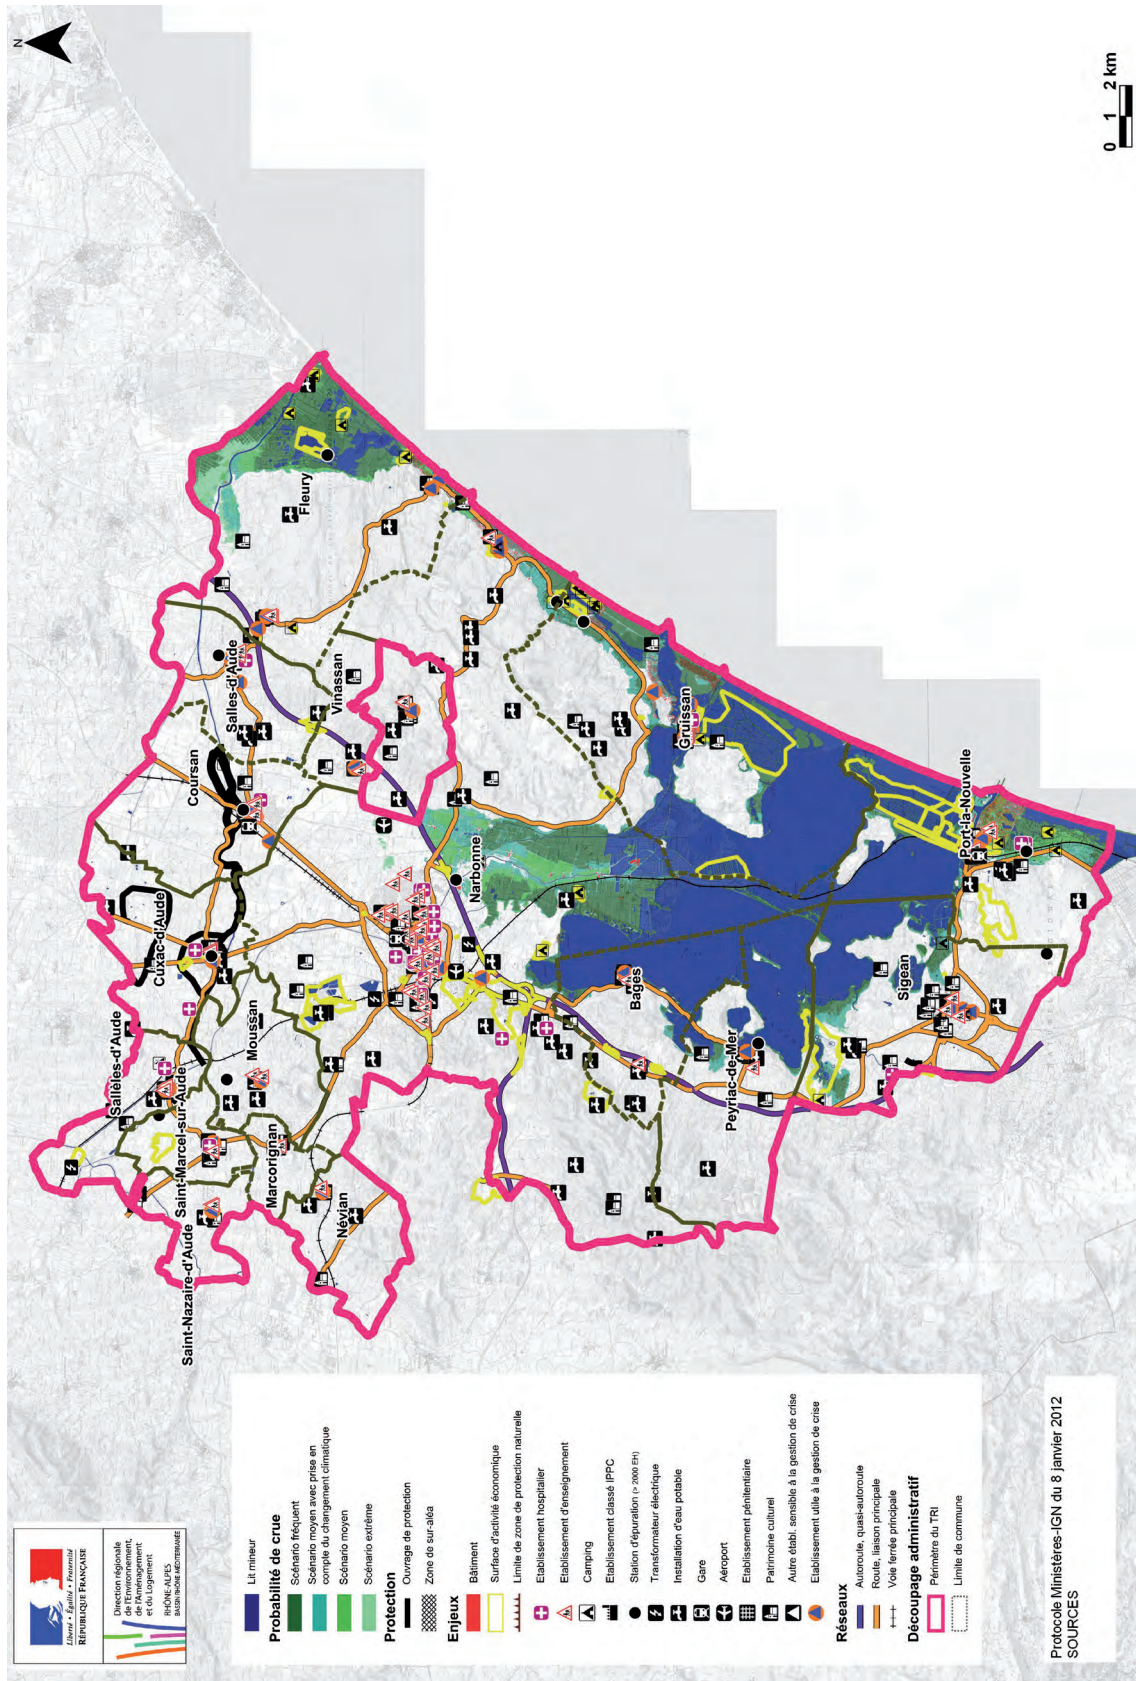 Liberté • Égalité • Fraternité
RÉPUBLIQUE FRANÇAISE
Direction régionale
de l'Environnement,
de l'Aménagement
et du Logement
RHÔNE-ALPES
BASSIN RHÔNE-MÉDITERRANÉE
Lit mineur
Probabilité de crue
Scénario fréquent
Scénario moyen avec prise en
compte du changement climatique
Scénario moyen
Scénario extrême
Protection
Ouvrage de protection
Zone de sur-aléa
Enjeux
Bâtiment
Surface d'activité économique
Limite de zone de protection naturelle
Etablissement hospitalier
Etablissement d'enseignement
Camping
Etablissement classé IPPC
Station d'épuration (> 2000 EH)
Transformateur électrique
Installation d'eau potable
Gare
Aéroport
Etablissement pénitentiaire
Patrimoine culturel
Autre établ. sensible à la gestion de crise
Etablissement utile à la gestion de crise
Réseaux
Autoroute, quasi-autoroute
Route, liaison principale
Voie ferrée principale
Découpage administratif
Périmètre du TRI
Limite de commune
Protocole Ministères-IGN du 8 janvier 2012
SOURCES
Saint-Nazaire-d'Aude
Saint-Marcel-sur-Aude
Sallèles-d'Aude
Cuxac-d'Aude
Coursan
Salles-d'Aude
Fleury
Moussan
Marcorignan
Névian
Vinassan
Narbonne
Gruissan
Bages
Peyriac-de-Mer
Sigean
Port-la-Nouvelle
N
0 1 2 km